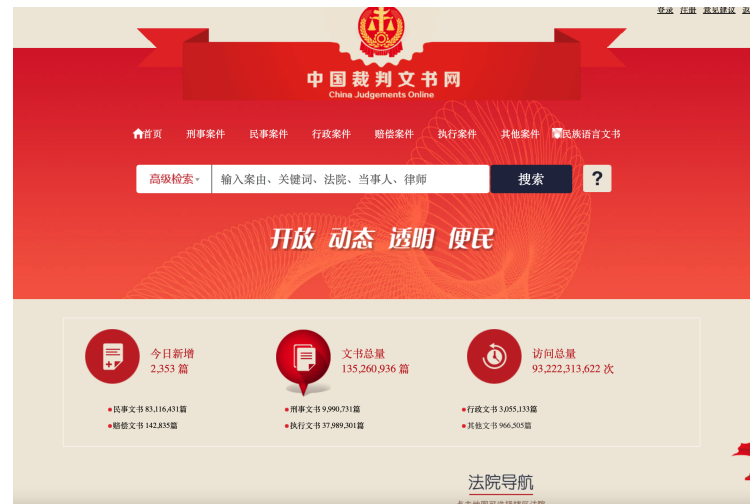 登录 注册 意见建议
中国裁判文书网
China Judgements Online
首页 刑事案件 民事案件 行政案件 赔偿案件 执行案件 其他案件 民族语言文书
高级检索 输入案由、关键词、法院、当事人、律师 搜索 ?
开放 动态 透明 便民
今日新增 文书总量 访问总量
2,353 篇 135,260,936 篇 93,222,313,622 次
●民事文书 83,116,431篇 ●刑事文书 9,990,731篇 ●行政文书 3,055,133篇
●赔偿文书 142,835篇 ●执行文书 37,989,301篇 ●其他文书 966,505篇
法院导航